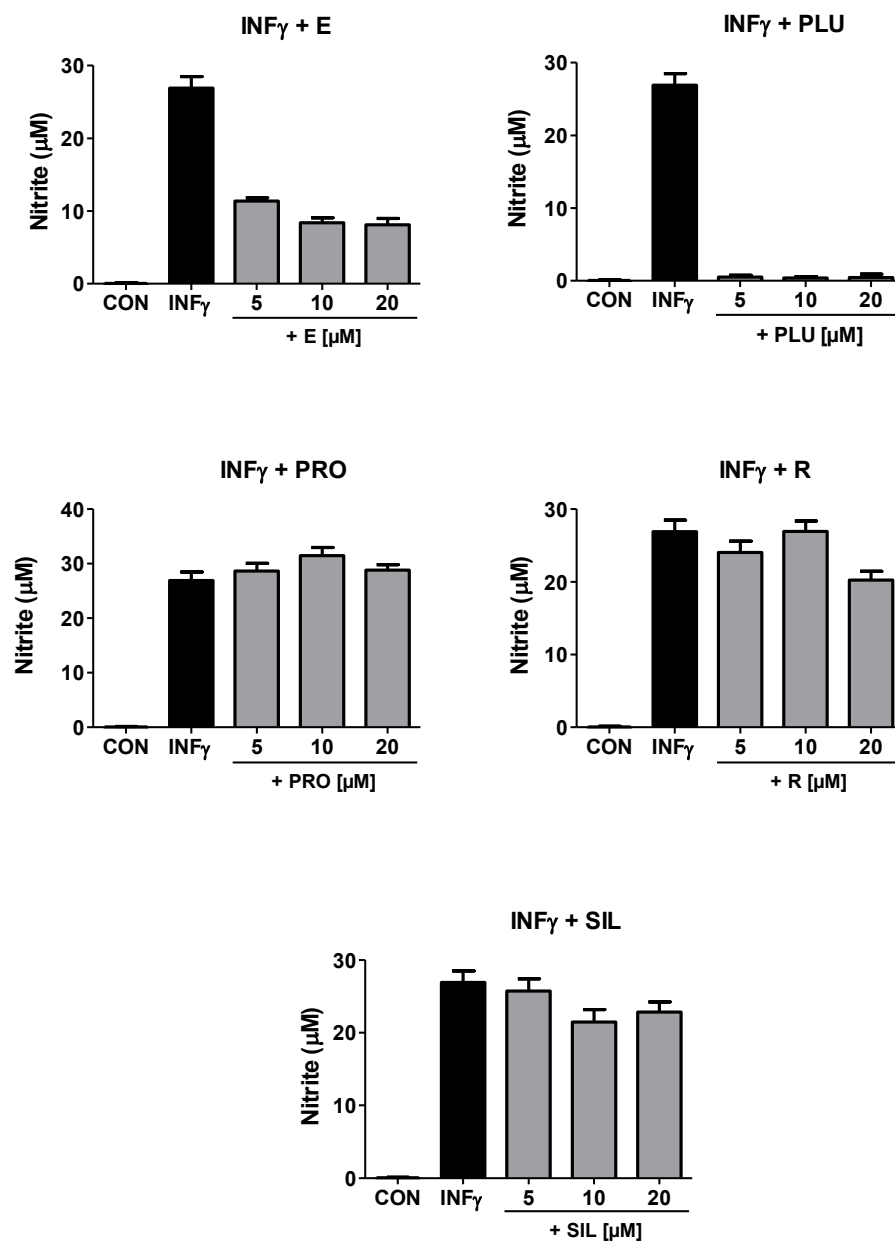 INFγ + E
Nitrite (µM)
30
20
10
0
CON INFγ 5 10 20
+ E [µM]
INFγ + PLU
Nitrite (µM)
30
20
10
0
CON INFγ 5 10 20
+ PLU [µM]
INFγ + PRO
Nitrite (µM)
40
30
20
10
0
CON INFγ 5 10 20
+ PRO [µM]
INFγ + R
Nitrite (µM)
30
20
10
0
CON INFγ 5 10 20
+ R [µM]
INFγ + SIL
Nitrite (µM)
30
20
10
0
CON INFγ 5 10 20
+ SIL [µM]